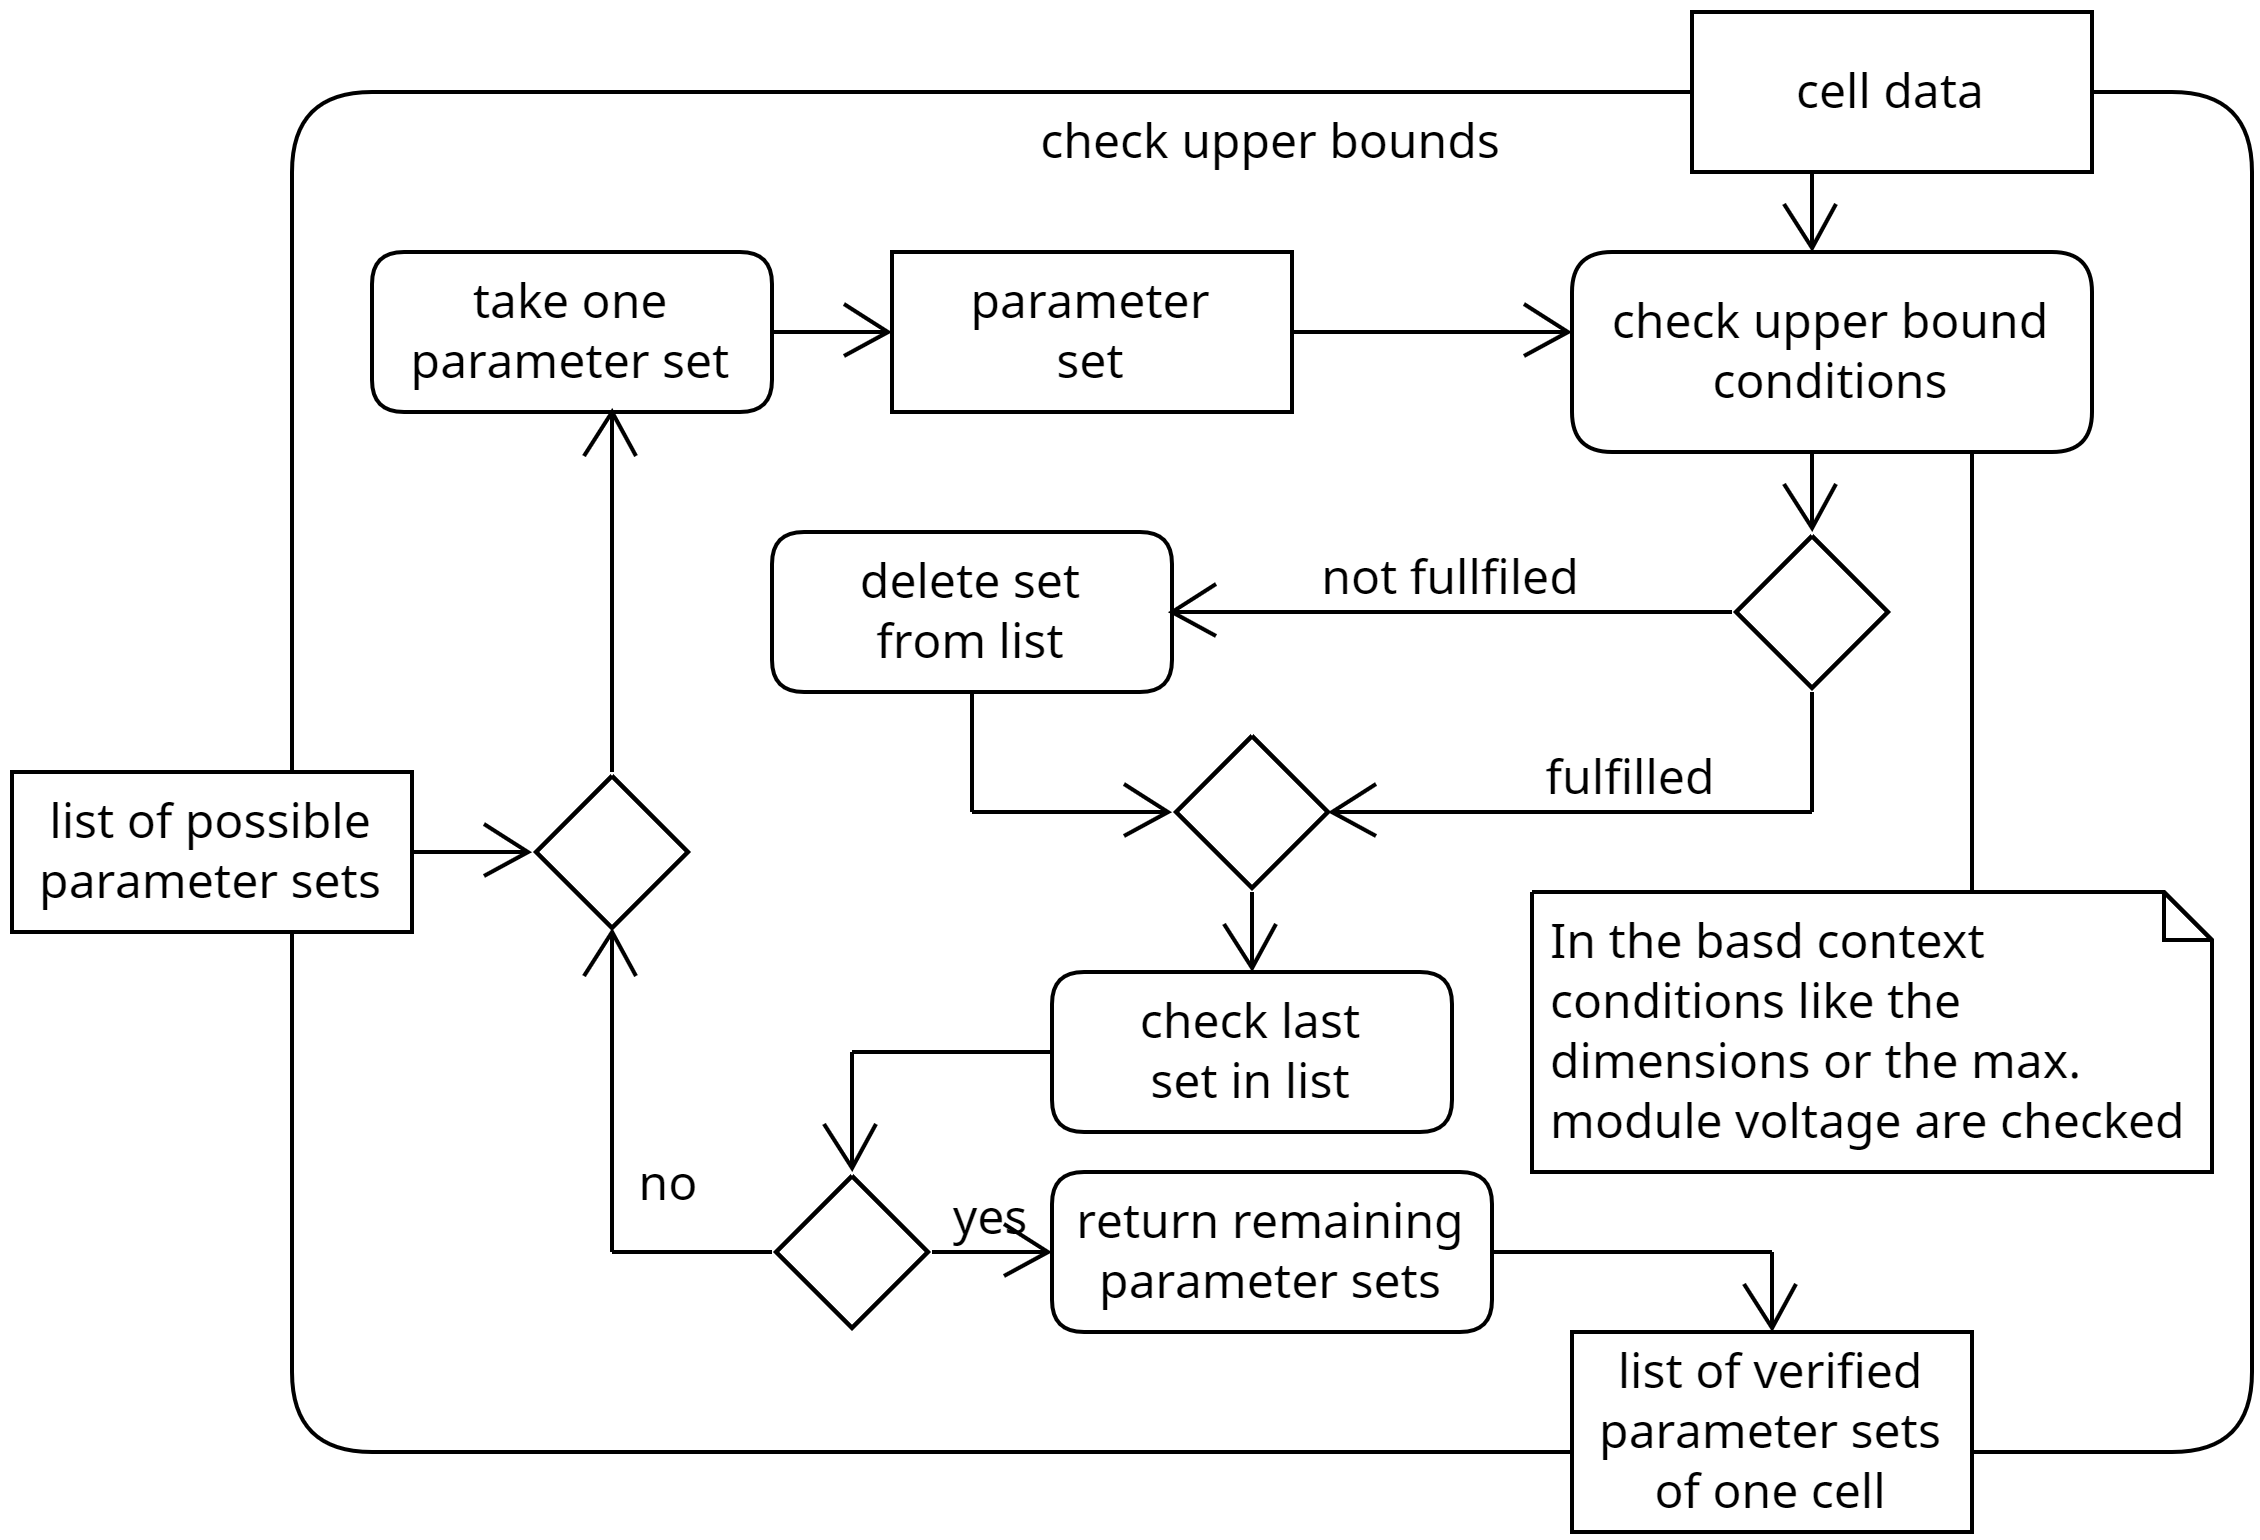 cell data
check upper bounds
take one
parameter set
parameter
set
check upper bound
conditions
delete set
from list
not fullfiled
fulfilled
list of possible
parameter sets
In the basd context
conditions like the
dimensions or the max.
module voltage are checked
check last
set in list
no
yes
return remaining
parameter sets
list of verified
parameter sets
of one cell